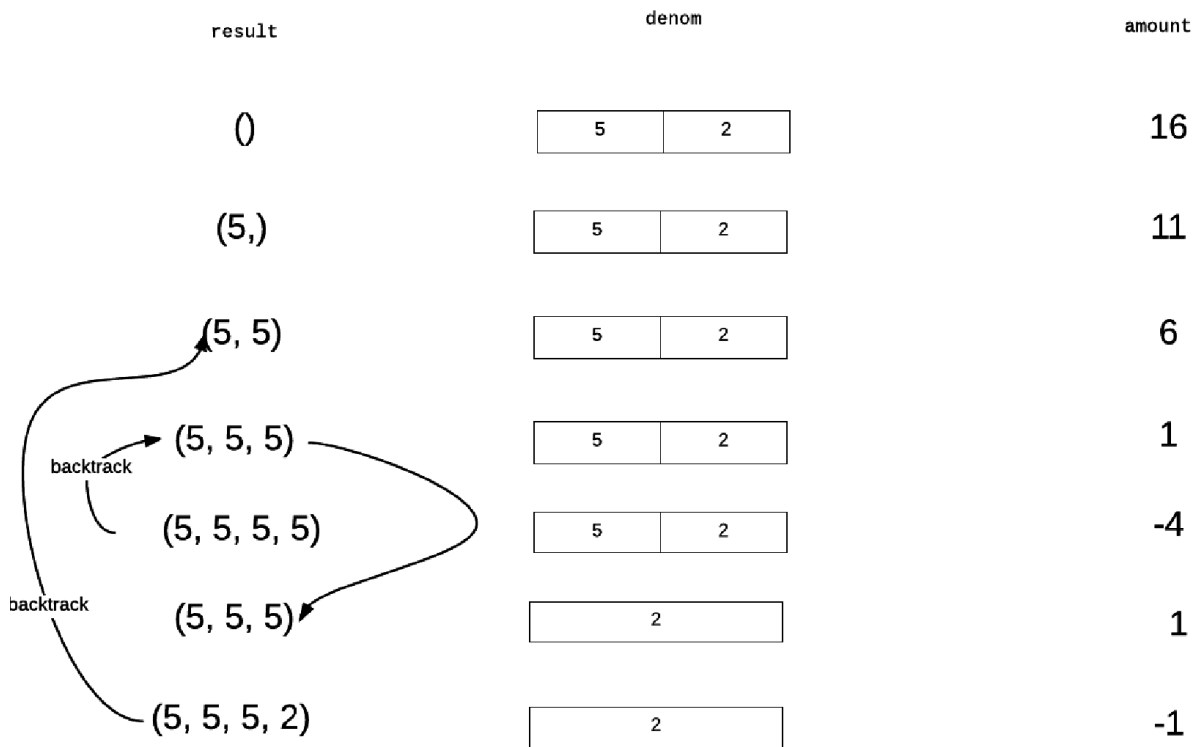 result denom amount
() 5 2 16
(5,) 5 2 11
(5, 5) 5 2 6
(5, 5, 5) 5 2 1
backtrack
(5, 5, 5, 5) 5 2 -4
backtrack
(5, 5, 5) 2 1
(5, 5, 5, 2) 2 -1